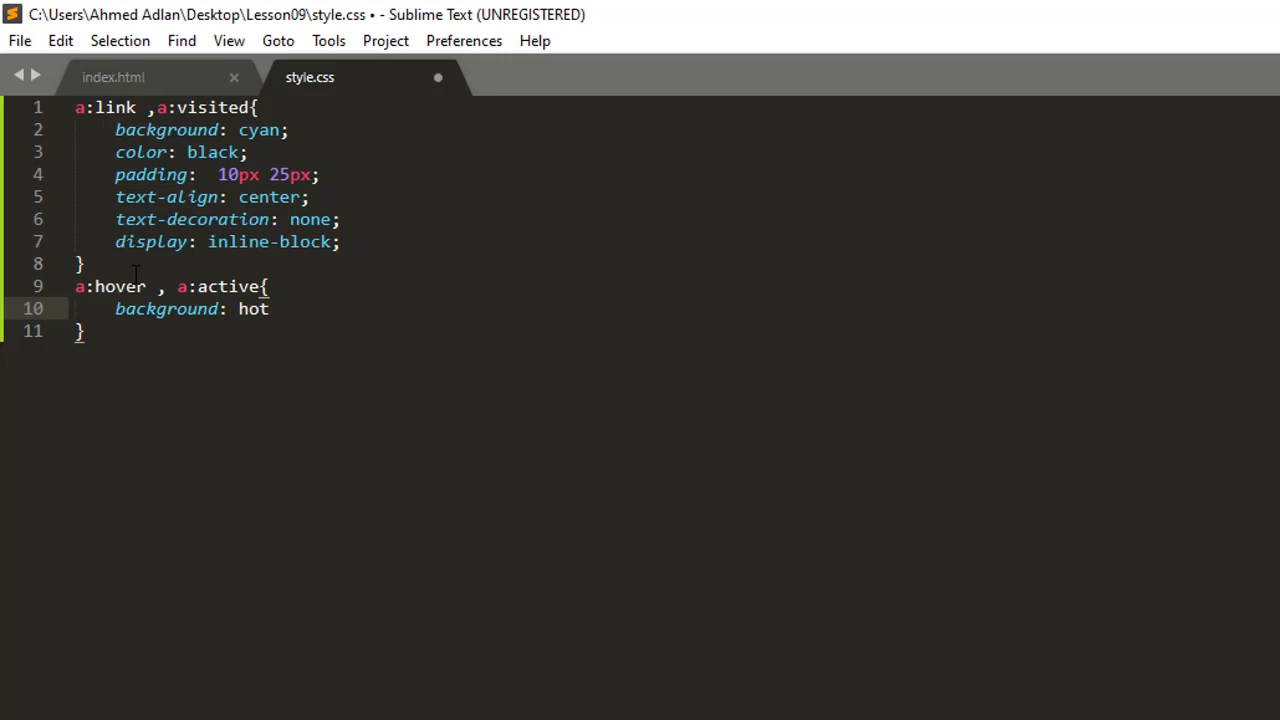 C:\Users\Ahmed Adlan\Desktop\Lesson09\style.css • - Sublime Text (UNREGISTERED)
File Edit Selection Find View Goto Tools Project Preferences Help
index.html × style.css
1 a:link ,a:visited{
2 background: cyan;
3 color: black;
4 padding:  10px 25px;
5 text-align: center;
6 text-decoration: none;
7 display: inline-block;
8 }
9 a:hover , a:active{
10 background: hot
11 }